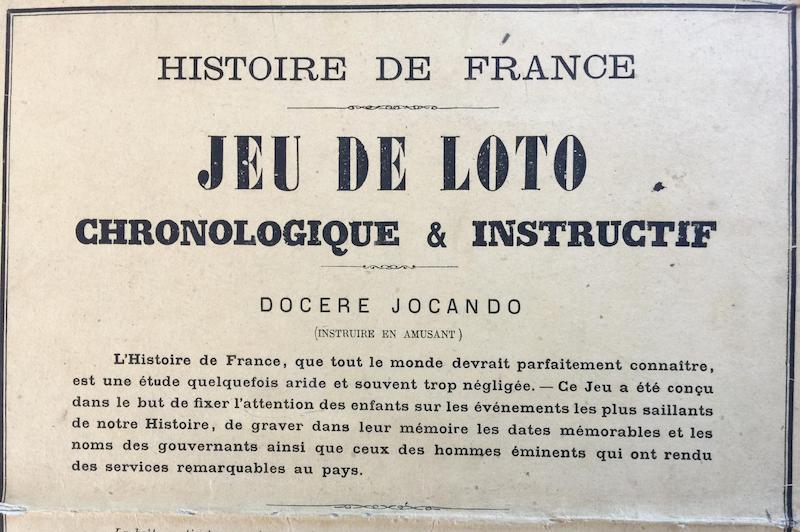 HISTOIRE DE FRANCE
JEU DE LOTO
CHRONOLOGIQUE & INSTRUCTIF
DOCERE JOCANDO
(INSTRUIRE EN AMUSANT)
L'Histoire de France, que tout le monde devrait parfaitement connaître,
est une étude quelquefois aride et souvent trop négligée. — Ce Jeu a été conçu
dans le but de fixer l'attention des enfants sur les événements les plus saillants
de notre Histoire, de graver dans leur mémoire les dates mémorables et les
noms des gouvernants ainsi que ceux des hommes éminents qui ont rendu
des services remarquables au pays.